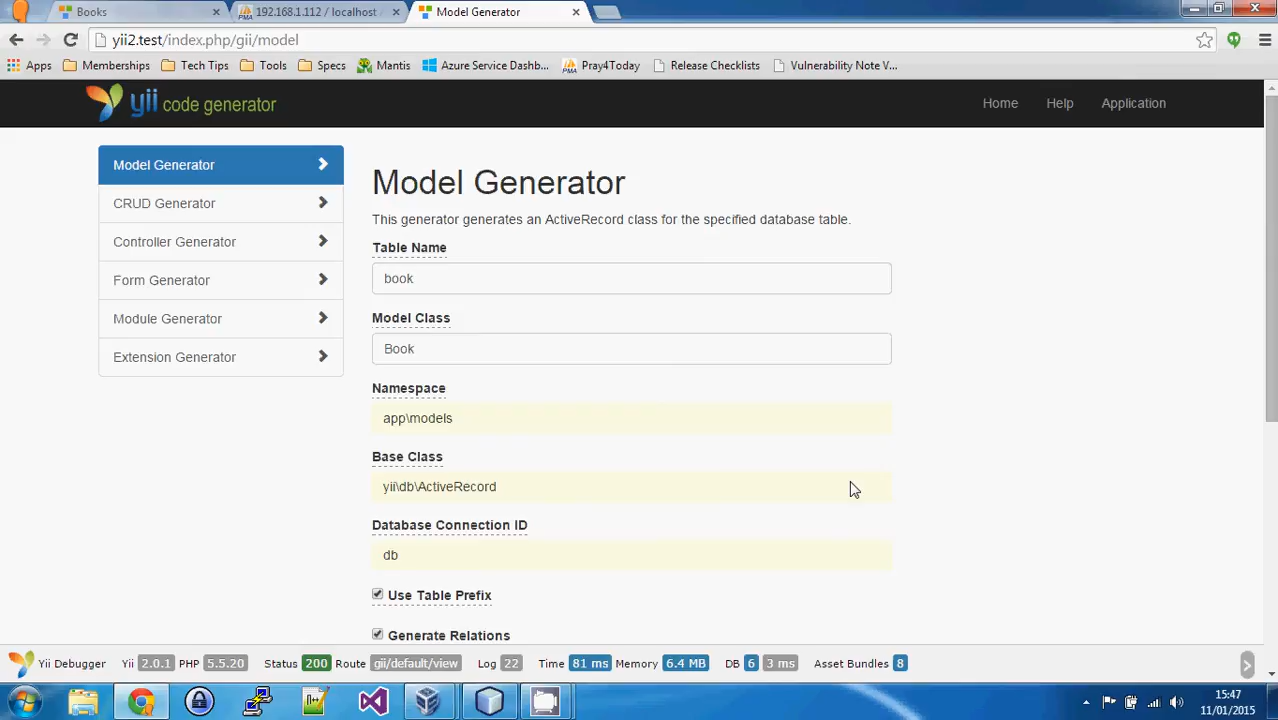 Books
192.168.1.112 / localhost
Model Generator
yii2.test/index.php/gii/model
Apps
Memberships
Tech Tips
Tools
Specs
Mantis
Azure Service Dashb...
Pray4Today
Release Checklists
Vulnerability Note V...
yii code generator
Home
Help
Application
Model Generator
CRUD Generator
Controller Generator
Form Generator
Module Generator
Extension Generator
Model Generator
This generator generates an ActiveRecord class for the specified database table.
Table Name
book
Model Class
Book
Namespace
app\models
Base Class
yii\db\ActiveRecord
Database Connection ID
db
Use Table Prefix
Generate Relations
Yii Debugger Yii 2.0.1 PHP 5.5.20 Status 200 Route gii/default/view Log 22 Time 81 ms Memory 6.4 MB DB 6 3 ms Asset Bundles 8
15:47
11/01/2015